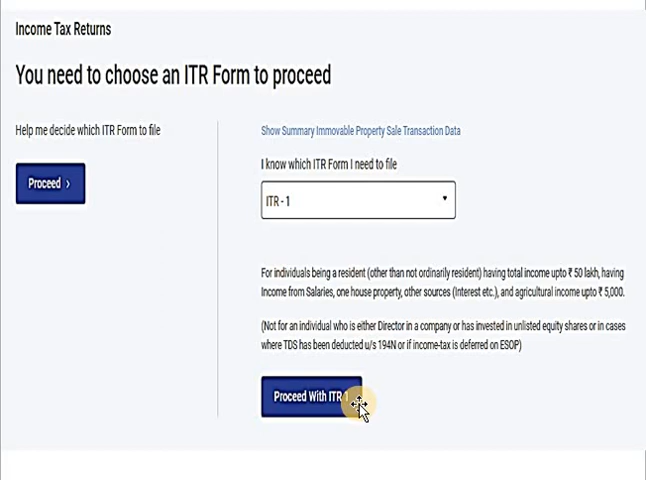 Income Tax Returns
You need to choose an ITR Form to proceed
Help me decide which ITR Form to file
Proceed >
Show Summary Immovable Property Sale Transaction Data
I know which ITR Form I need to file
ITR - 1
For individuals being a resident (other than not ordinarily resident) having total income upto ₹ 50 lakh, having
Income from Salaries, one house property, other sources (Interest etc.), and agricultural income upto ₹ 5,000.
(Not for an individual who is either Director in a company or has invested in unlisted equity shares or in cases
where TDS has been deducted u/s 194N or if income-tax is deferred on ESOP)
Proceed With ITR 1